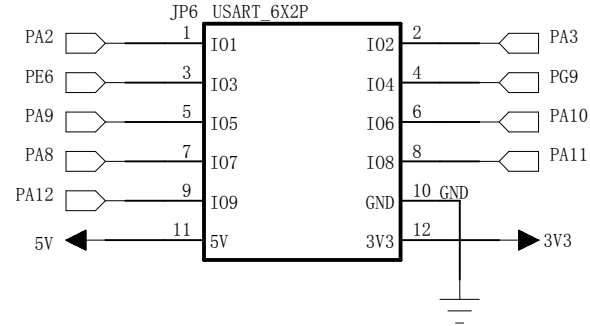 JP6 USART_6X2P
PA2 1 IO1 IO2 2 PA3
PE6 3 IO3 IO4 4 PG9
PA9 5 IO5 IO6 6 PA10
PA8 7 IO7 IO8 8 PA11
PA12 9 IO9 GND 10 GND
5V 11 5V 3V3 12 3V3